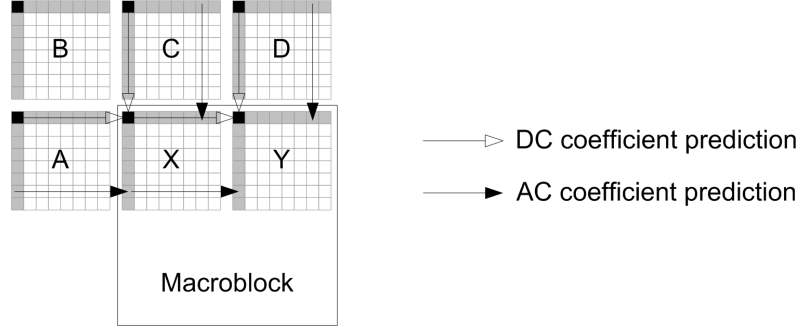 B C D
A X Y
Macroblock
DC coefficient prediction
AC coefficient prediction